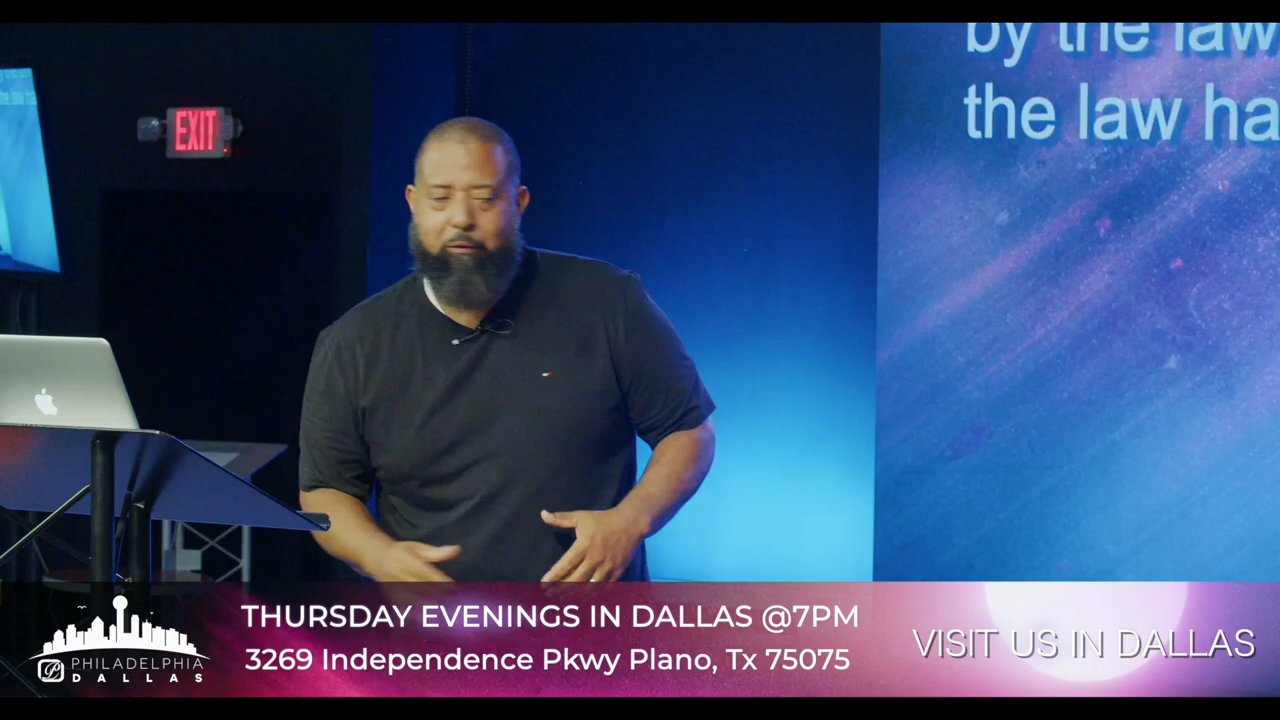 by the law
the law ha
EXIT
THURSDAY EVENINGS IN DALLAS @7PM
3269 Independence Pkwy Plano, Tx 75075
VISIT US IN DALLAS
PHILADELPHIA
DALLAS